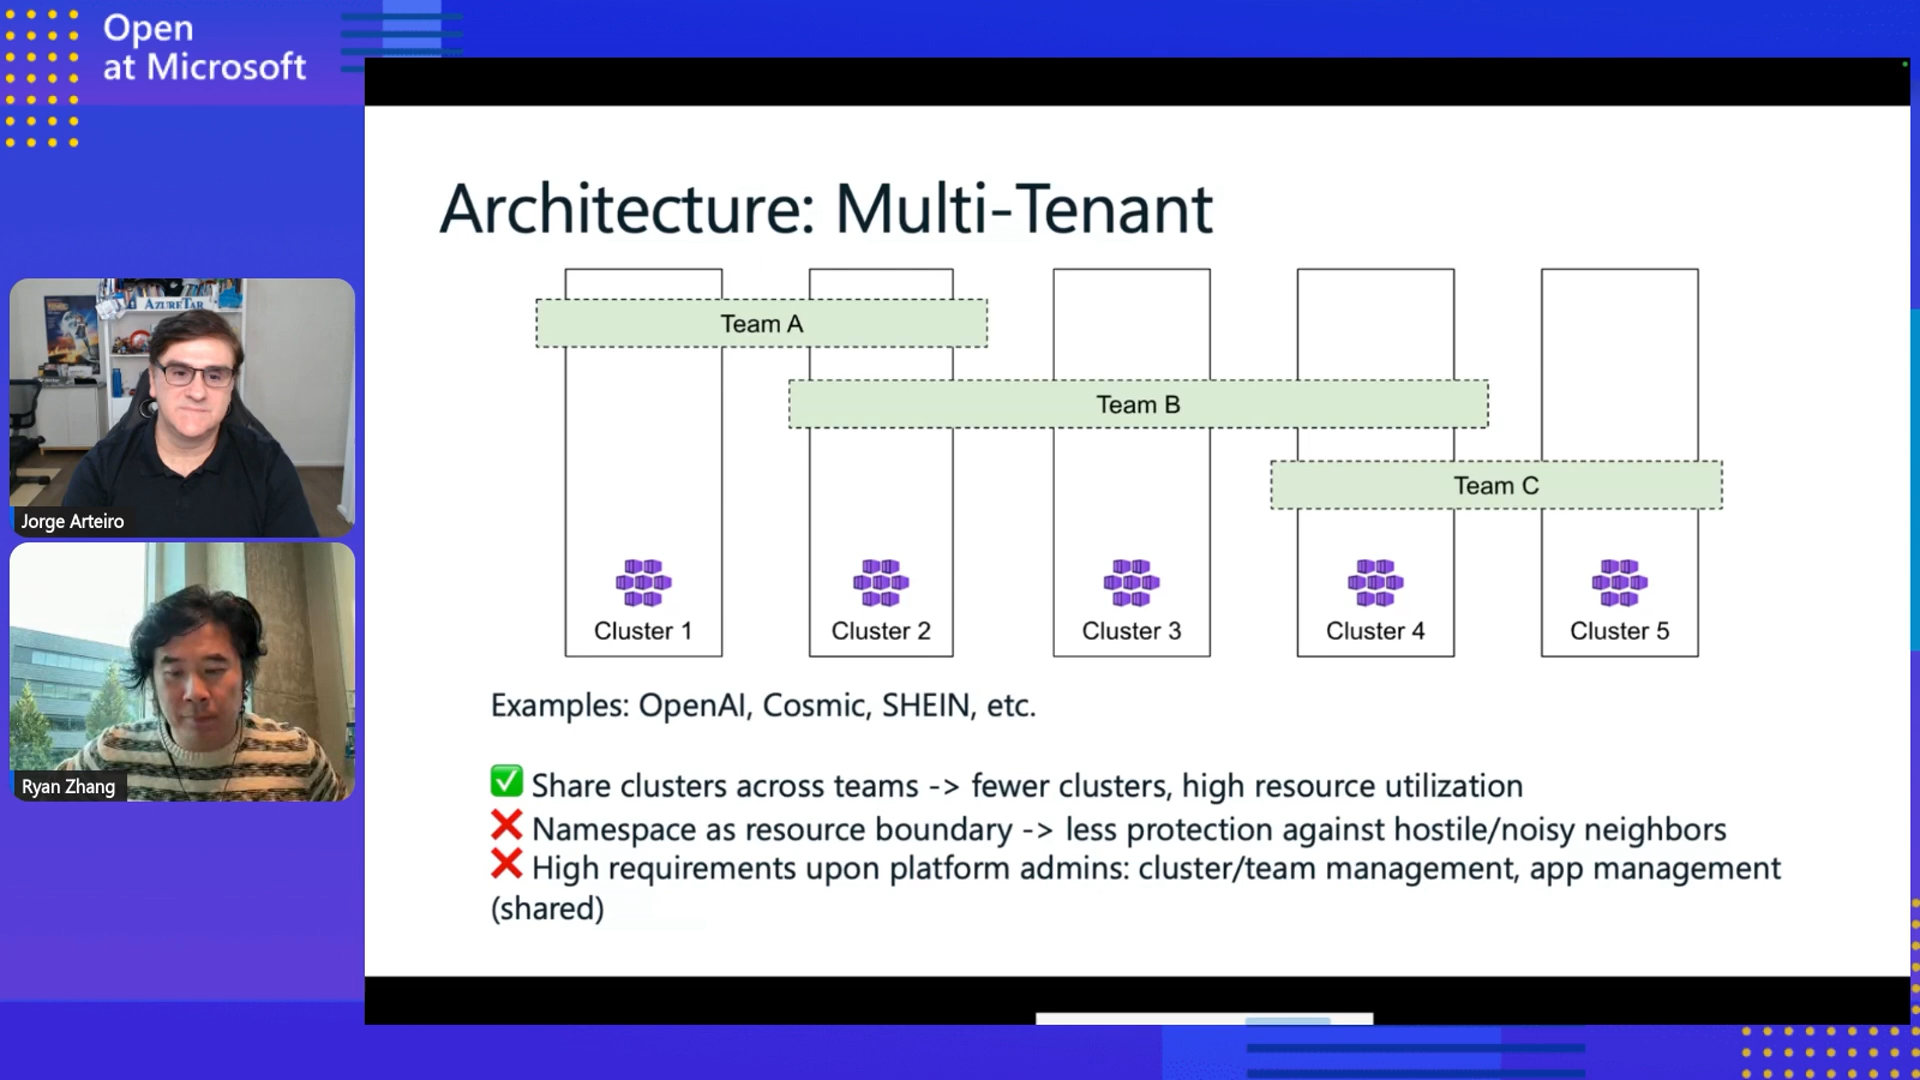 Open
at Microsoft
AZURETAR
Jorge Arteiro
Ryan Zhang
Architecture: Multi-Tenant
Team A
Team B
Team C
Cluster 1
Cluster 2
Cluster 3
Cluster 4
Cluster 5
Examples: OpenAI, Cosmic, SHEIN, etc.
✅ Share clusters across teams -> fewer clusters, high resource utilization
❌ Namespace as resource boundary -> less protection against hostile/noisy neighbors
❌ High requirements upon platform admins: cluster/team management, app management
(shared)